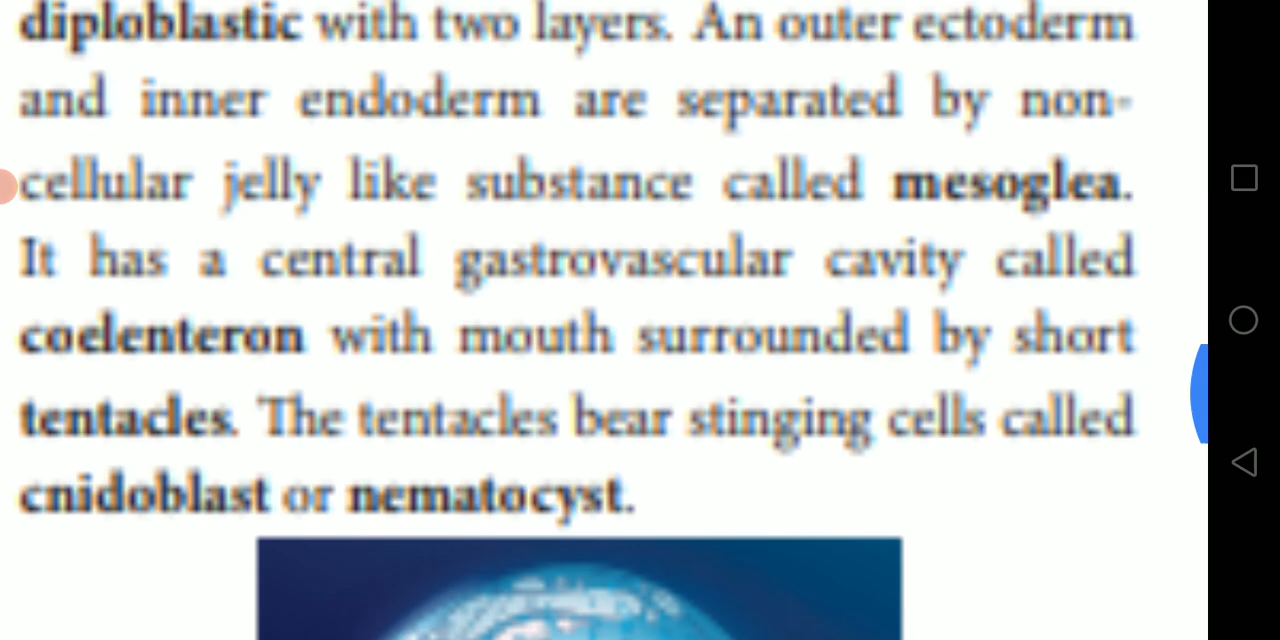 diploblastic with two layers. An outer ectoderm
and inner endoderm are separated by non-
cellular jelly like substance called mesoglea.
It has a central gastrovascular cavity called
coelenteron with mouth surrounded by short
tentacles. The tentacles bear stinging cells called
cnidoblast or nematocyst.